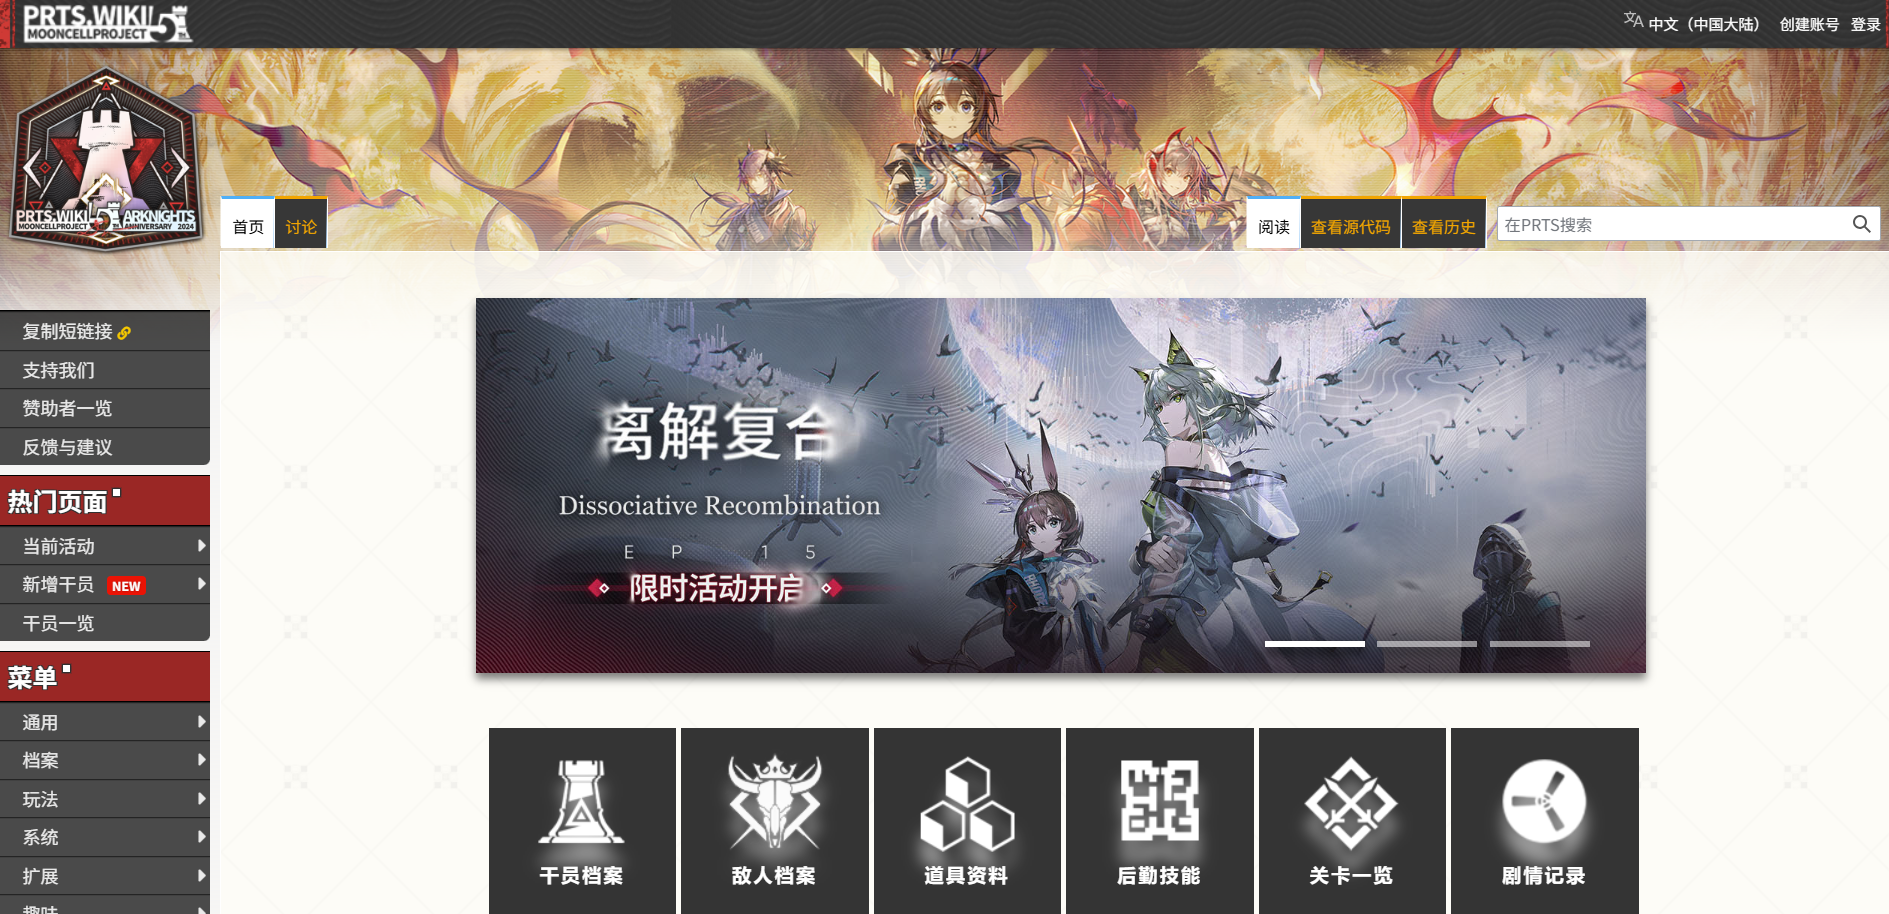 PRTS.WIKI
MOONCELLPROJECT
5
TH
中文（中国大陆）
创建账号
登录
PRTS.WIKI
MOONCELLPROJECT
5
TH
ARKNIGHTS
ANNIVERSARY 2024
首页
讨论
阅读
查看源代码
查看历史
在PRTS搜索
复制短链接
支持我们
赞助者一览
反馈与建议
热门页面
当前活动
新增干员 NEW
干员一览
菜单
通用
档案
玩法
系统
扩展
趣味
离解复合
Dissociative Recombination
EP 15
限时活动开启
干员档案
敌人档案
道具资料
后勤技能
关卡一览
剧情记录